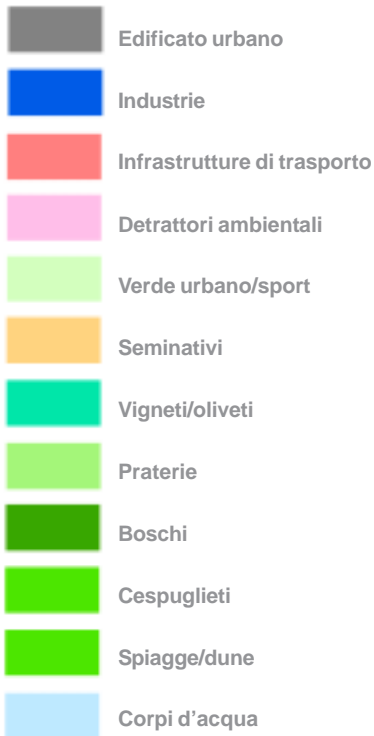 Edificato urbano
Industrie
Infrastrutture di trasporto
Detrattori ambientali
Verde urbano/sport
Seminativi
Vigneti/oliveti
Praterie
Boschi
Cespuglieti
Spiagge/dune
Corpi d'acqua